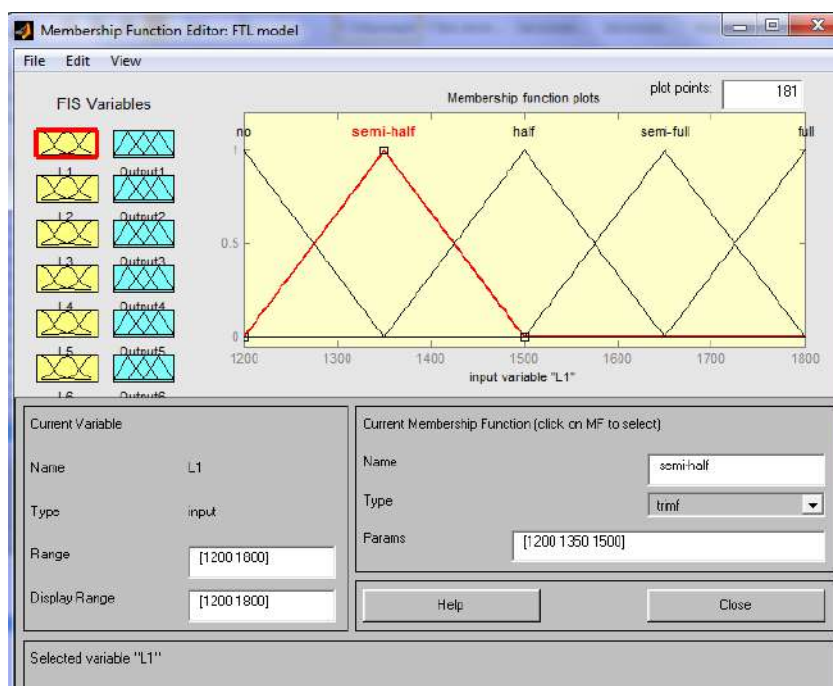 Membership Function Editor: FTL model
File Edit View
FIS Variables
Membership function plots
plot points:
181
no semi-half half semi-full full
L1 Output1
L2 Output2
L3 Output3
L4 Output4
L5 Output5
L6 Output6
1
0.5
0
1200 1300 1400 1500 1600 1700 1800
input variable "L1"
Current Variable
Name L1
Type input
Range [1200 1800]
Display Range [1200 1800]
Current Membership Function (click on MF to select)
Name semi-half
Type trimf
Params [1200 1350 1500]
Help Close
Selected variable "L1"